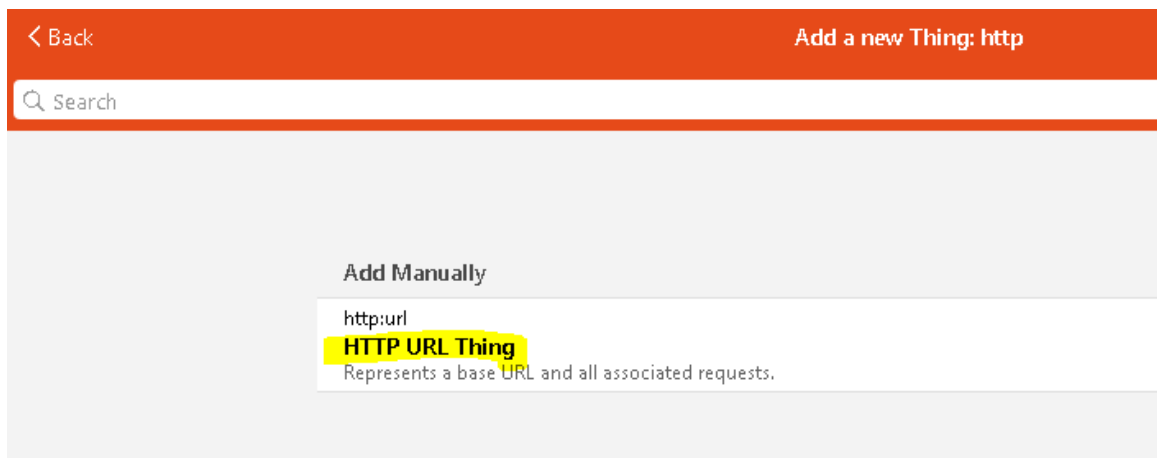 Back
Add a new Thing: http
Search
Add Manually
http:url
HTTP URL Thing
Represents a base URL and all associated requests.